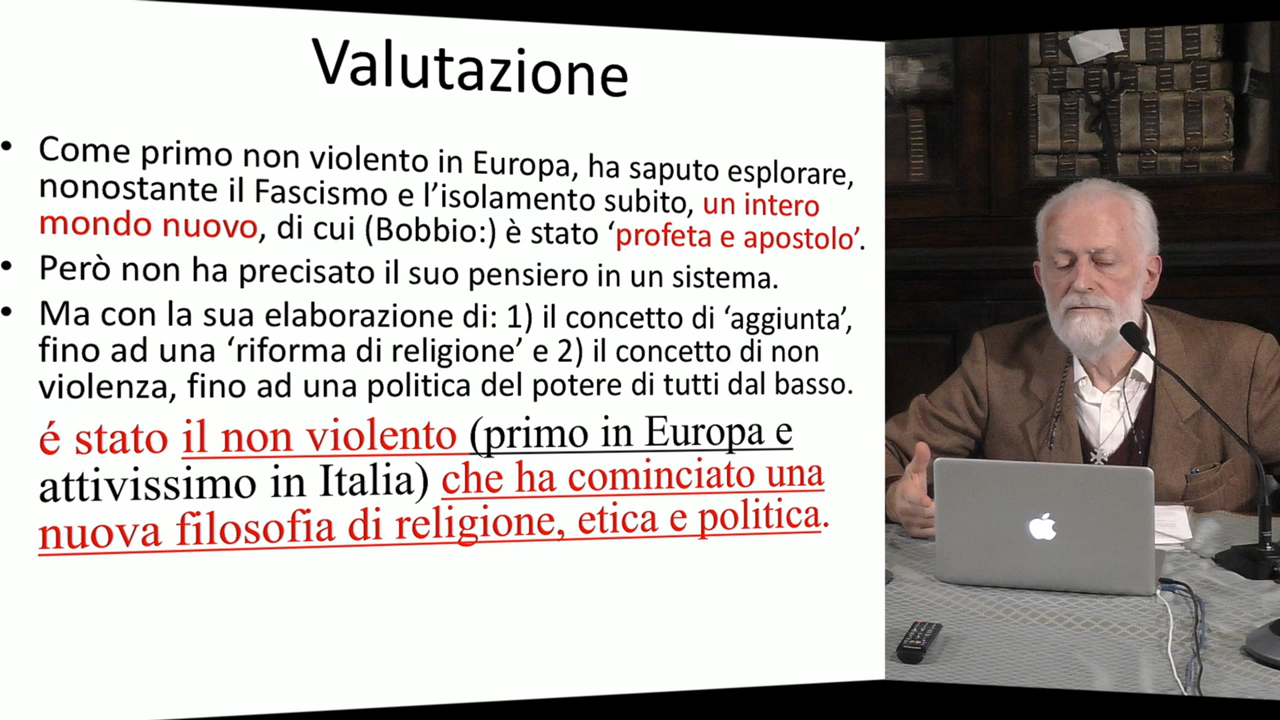 Valutazione
• Come primo non violento in Europa, ha saputo esplorare,
nonostante il Fascismo e l’isolamento subito, un intero
mondo nuovo, di cui (Bobbio:) è stato ‘profeta e apostolo’.
• Però non ha precisato il suo pensiero in un sistema.
• Ma con la sua elaborazione di: 1) il concetto di ‘aggiunta’,
fino ad una ‘riforma di religione’ e 2) il concetto di non
violenza, fino ad una politica del potere di tutti dal basso.
é stato il non violento (primo in Europa e
attivissimo in Italia) che ha cominciato una
nuova filosofia di religione, etica e politica.